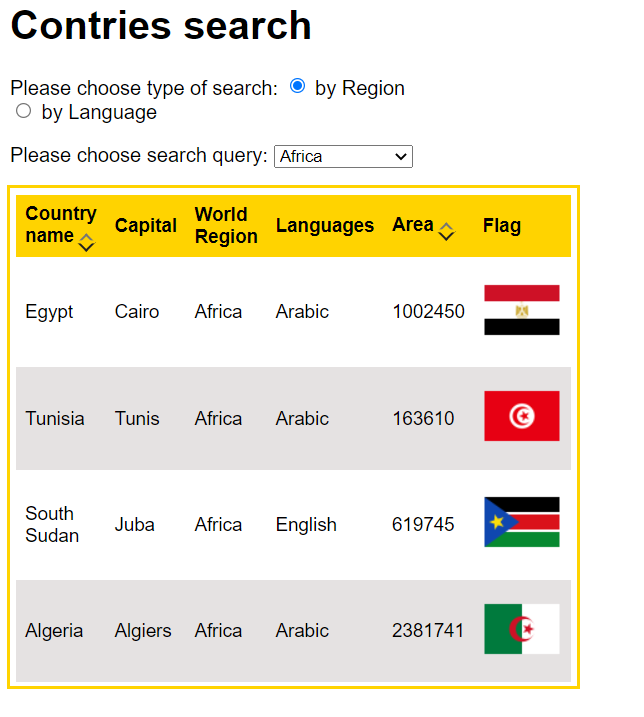 Contries search
Please choose type of search: by Region
by Language
Please choose search query: Africa
Country name Capital World Region Languages Area Flag
Egypt Cairo Africa Arabic 1002450
Tunisia Tunis Africa Arabic 163610
South Sudan Juba Africa English 619745
Algeria Algiers Africa Arabic 2381741